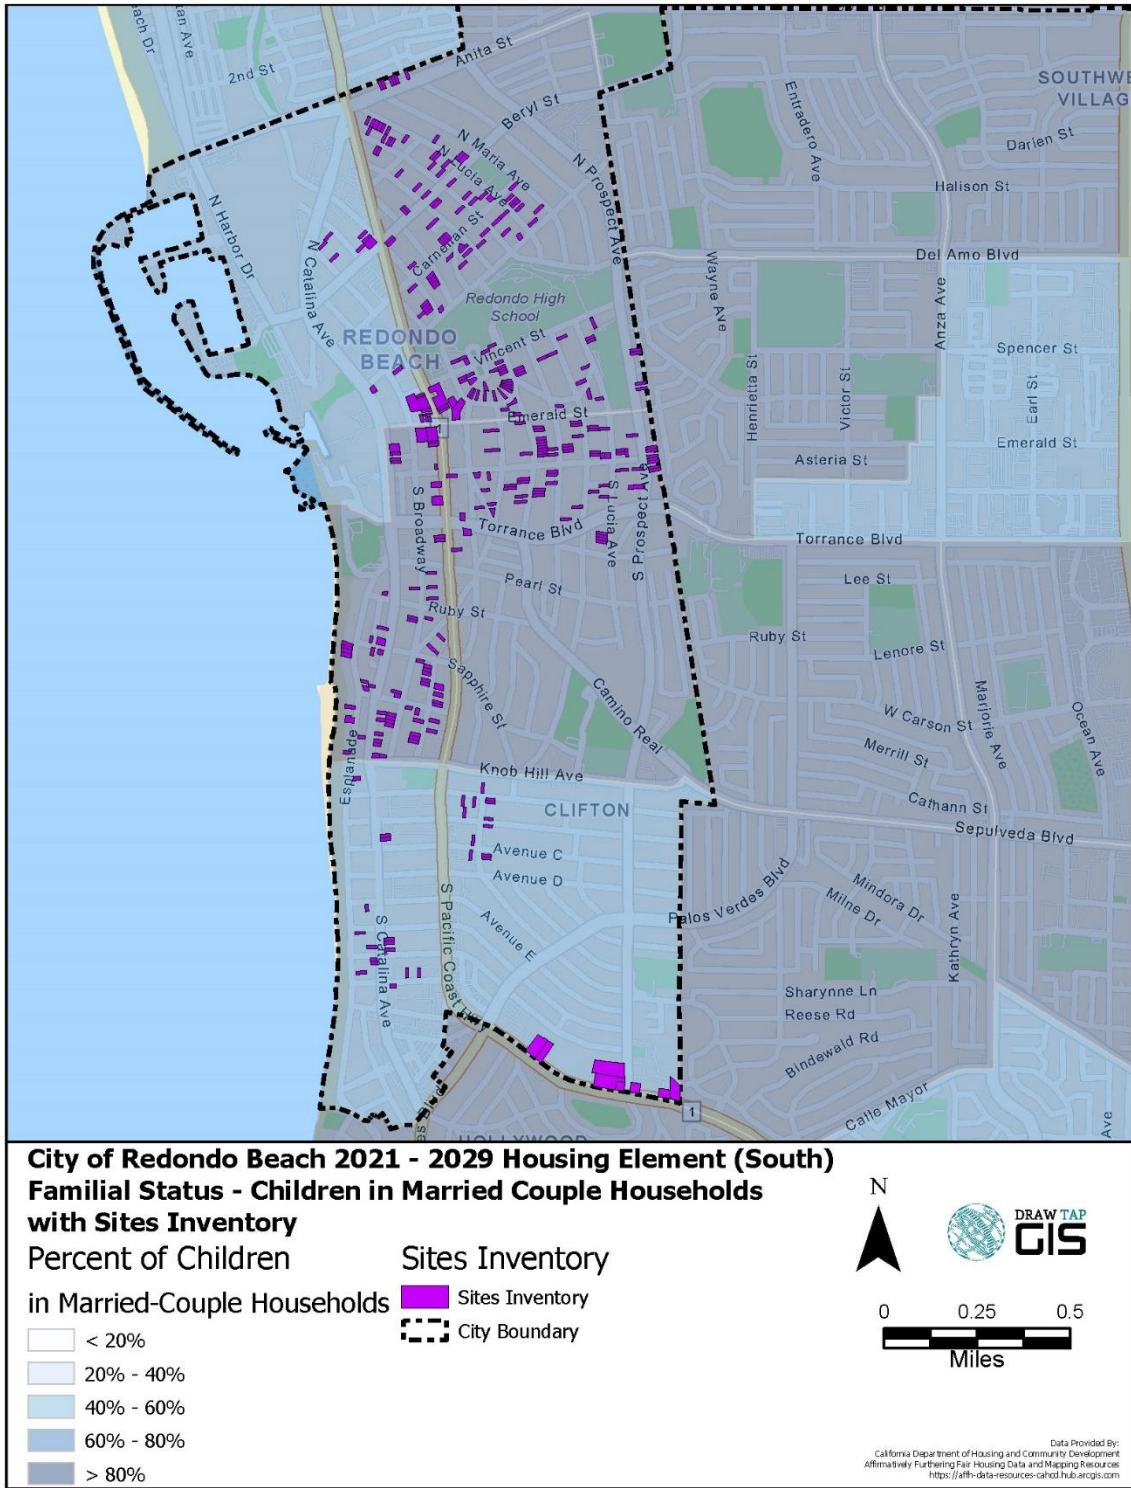 each Dr
tan Ave
2nd St
Anita St
Beryl St
N Maria Ave
N Lucia Ave
Carnelian St
N Prospect Ave
Entradero Ave
SOUTHWE
VILLAG
Darien St
Halison St
Del Amo Blvd
N Harbor Dr
N Catalina Ave
Wayne Ave
Anza Ave
Redondo High
School
REDONDO
BEACH
Vincent St
Spencer St
Henrietta St
Victor St
Earl St
Emerald St
Emerald St
1
Asteria St
S Broadway
S Lucia Ave
S Prospect Ave
Torrance Blvd
Torrance Blvd
Pearl St
Lee St
Ruby St
Ruby St
Lenore St
Sapphire St
Camino Real
W Carson St
Marjorie Ave
Ocean Ave
Merrill St
Esplanade
Knob Hill Ave
Cathann St
Sepulveda Blvd
CLIFTON
Avenue C
Avenue D
Palos Verdes Blvd
Mindora Dr
Milne Dr
Avenue E
S Catalina Ave
S Pacific Coast Hwy
Kathryn Ave
Sharynne Ln
Reese Rd
Bindewald Rd
Calle Mayor
es Blvd
1
Ave
HOLLYWOOD
City of Redondo Beach 2021 - 2029 Housing Element (South)
Familial Status - Children in Married Couple Households
with Sites Inventory
Percent of Children
in Married-Couple Households
< 20%
20% - 40%
40% - 60%
60% - 80%
> 80%
Sites Inventory
Sites Inventory
City Boundary
N
DRAW TAP
GIS
0 0.25 0.5
Miles
Data Provided By:
California Department of Housing and Community Development
Affirmatively Furthering Fair Housing Data and Mapping Resources
https://affh-data-resources-cahcd.hub.arcgis.com